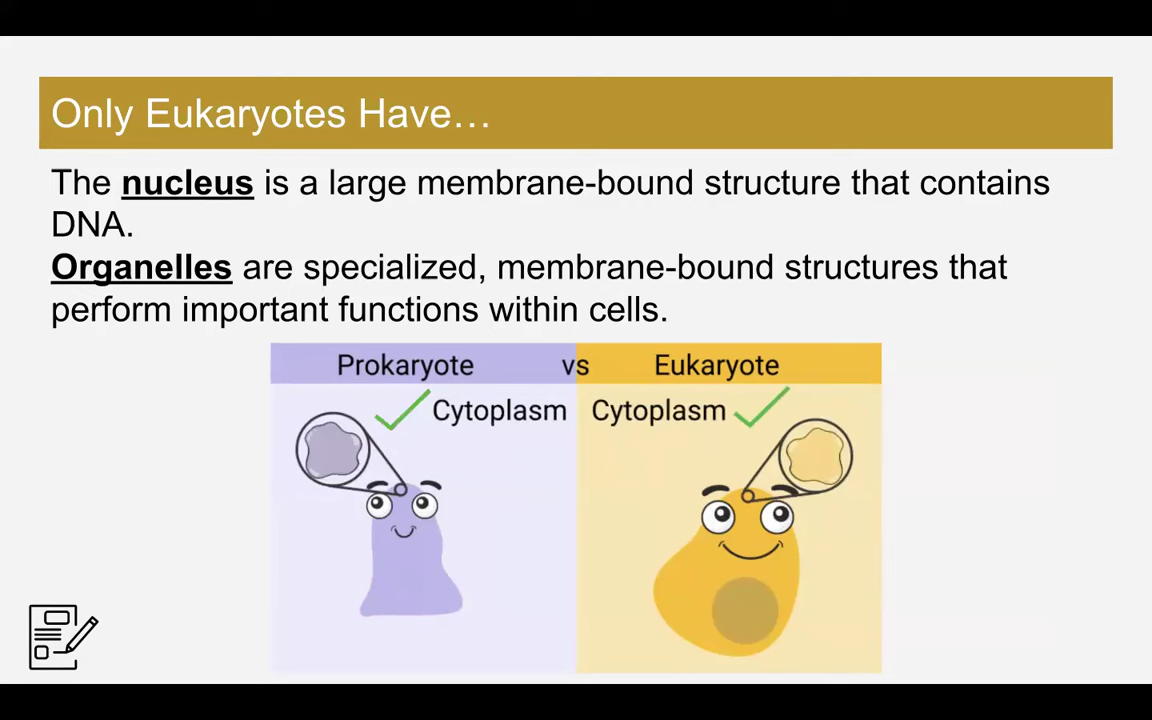 Only Eukaryotes Have…
The nucleus is a large membrane-bound structure that contains
DNA.
Organelles are specialized, membrane-bound structures that
perform important functions within cells.
Prokaryote vs Eukaryote
Cytoplasm Cytoplasm